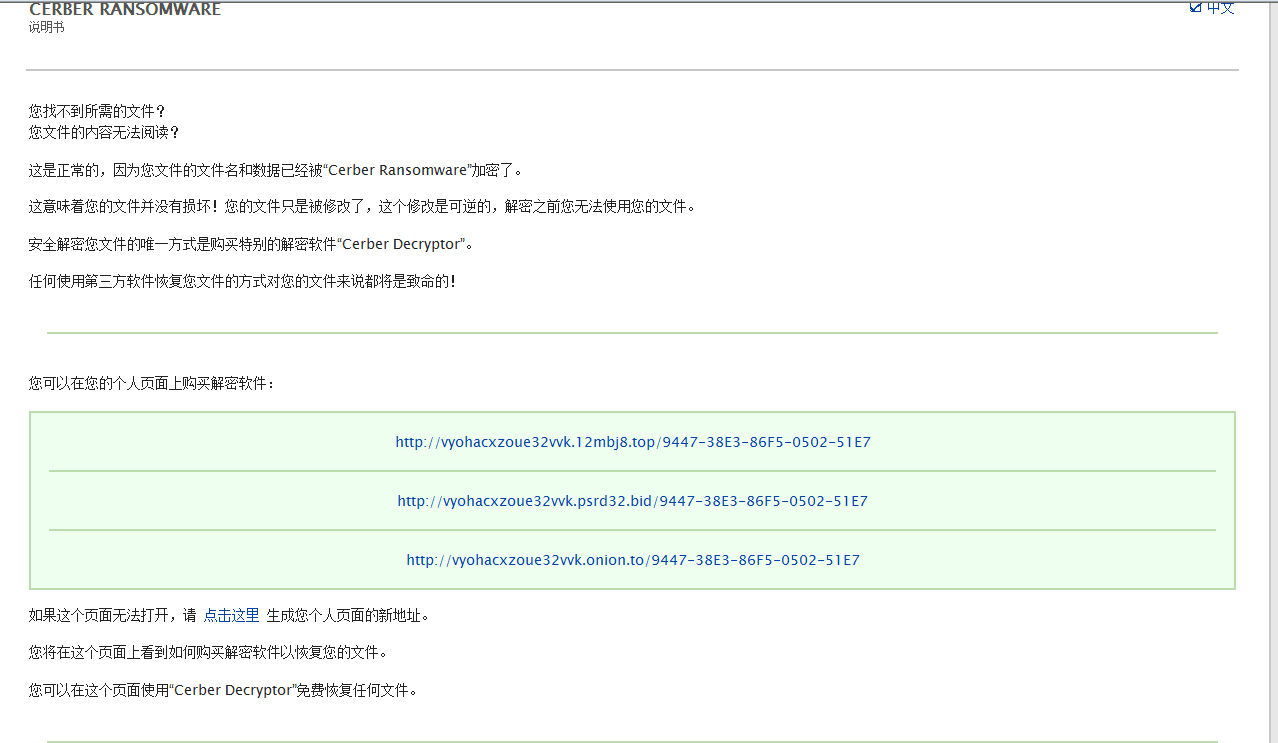 CERBER RANSOMWARE
中文
说明书
您找不到所需的文件？
您文件的内容无法阅读？
这是正常的，因为您文件的文件名和数据已经被“Cerber Ransomware”加密了。
这意味着您的文件并没有损坏！您的文件只是被修改了，这个修改是可逆的，解密之前您无法使用您的文件。
安全解密您文件的唯一方式是购买特别的解密软件“Cerber Decryptor”。
任何使用第三方软件恢复您文件的方式对您的文件来说都将是致命的！
您可以在您的个人页面上购买解密软件：
http://vyohacxzoue32vvk.12mbj8.top/9447-38E3-86F5-0502-51E7
http://vyohacxzoue32vvk.psrd32.bid/9447-38E3-86F5-0502-51E7
http://vyohacxzoue32vvk.onion.to/9447-38E3-86F5-0502-51E7
如果这个页面无法打开，请 点击这里 生成您个人页面的新地址。
您将在这个页面上看到如何购买解密软件以恢复您的文件。
您可以在这个页面使用“Cerber Decryptor”免费恢复任何文件。